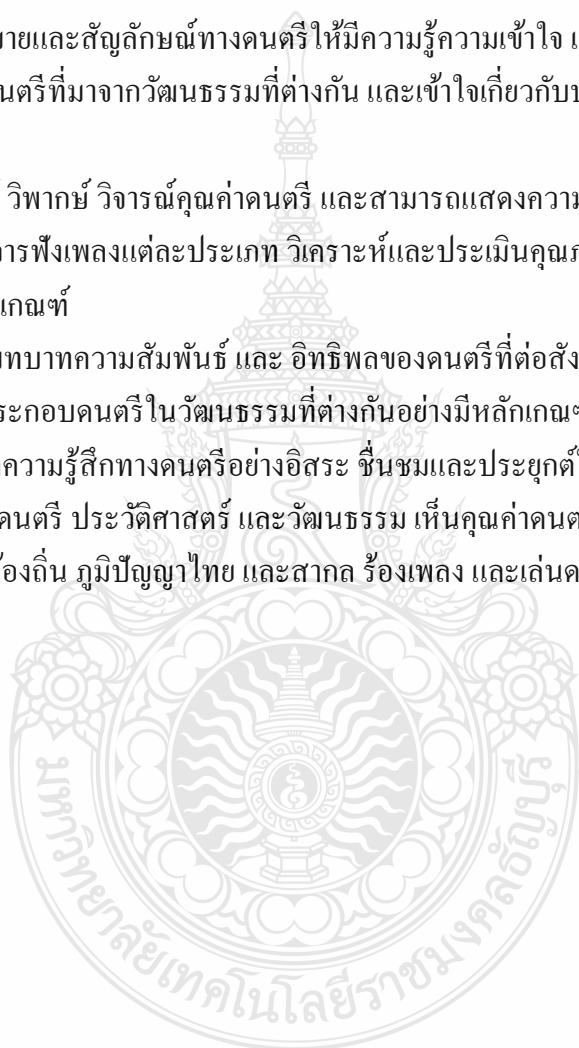 ายและสัญลักษณ์ทางดนตรีให้มีความรู้ความเข้าใจ แ
นตรีที่มาจากวัฒนธรรมที่ต่างกัน และเข้าใจเกี่ยวกับบ
วิพากษ์ วิจารณ์คุณค่าดนตรี และสามารถแสดงความ
การฟังเพลงแต่ละประเภท วิเคราะห์และประเมินคุณภ
เกณฑ์
บทบาทความสัมพันธ์ และ อิทธิพลของดนตรีที่ต่อสัง
ระกอบดนตรีในวัฒนธรรมที่ต่างกันอย่างมีหลักเกณฑ
ความรู้สึกทางดนตรีอย่างอิสระ ชื่นชมและประยุกต์ใ
ดนตรี ประวัติศาสตร์ และวัฒนธรรม เห็นคุณค่าดนต
้องถิ่น ภูมิปัญญาไทย และสากล ร้องเพลง และเล่นด
มหาวิทยาลัยเทคโนโลยีราชมงคลธัญบุรี